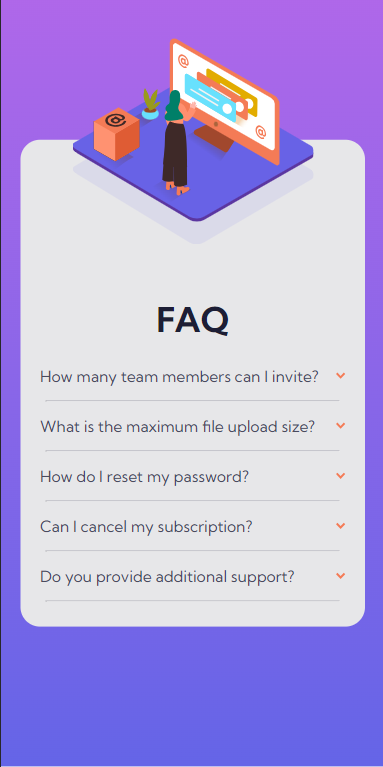 @
@
@
FAQ
How many team members can I invite?
What is the maximum file upload size?
How do I reset my password?
Can I cancel my subscription?
Do you provide additional support?